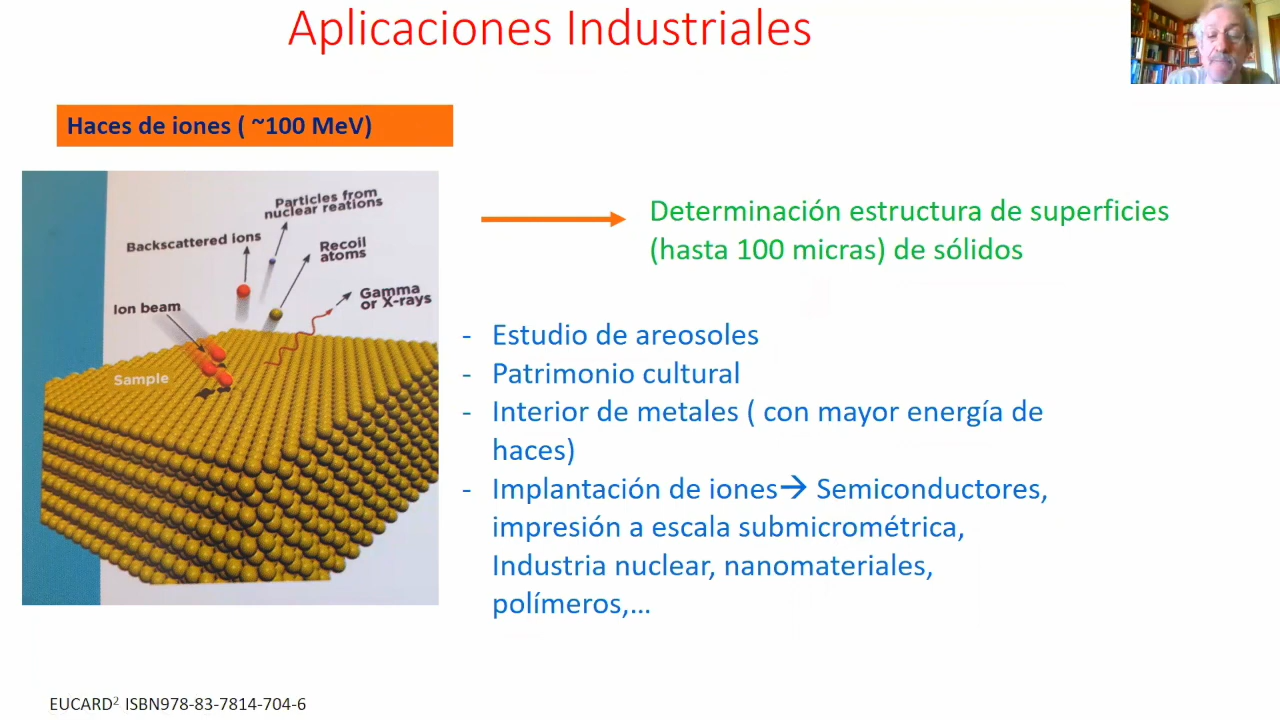 Aplicaciones Industriales
Haces de iones ( ~100 MeV)
Particles from
nuclear reations
Backscattered ions
Recoil
atoms
Gamma
or X-rays
Ion beam
Sample
Determinación estructura de superficies
(hasta 100 micras) de sólidos
- Estudio de areosoles
- Patrimonio cultural
- Interior de metales ( con mayor energía de
haces)
- Implantación de iones→ Semiconductores,
impresión a escala submicrométrica,
Industria nuclear, nanomateriales,
polímeros,...
EUCARD² ISBN978-83-7814-704-6